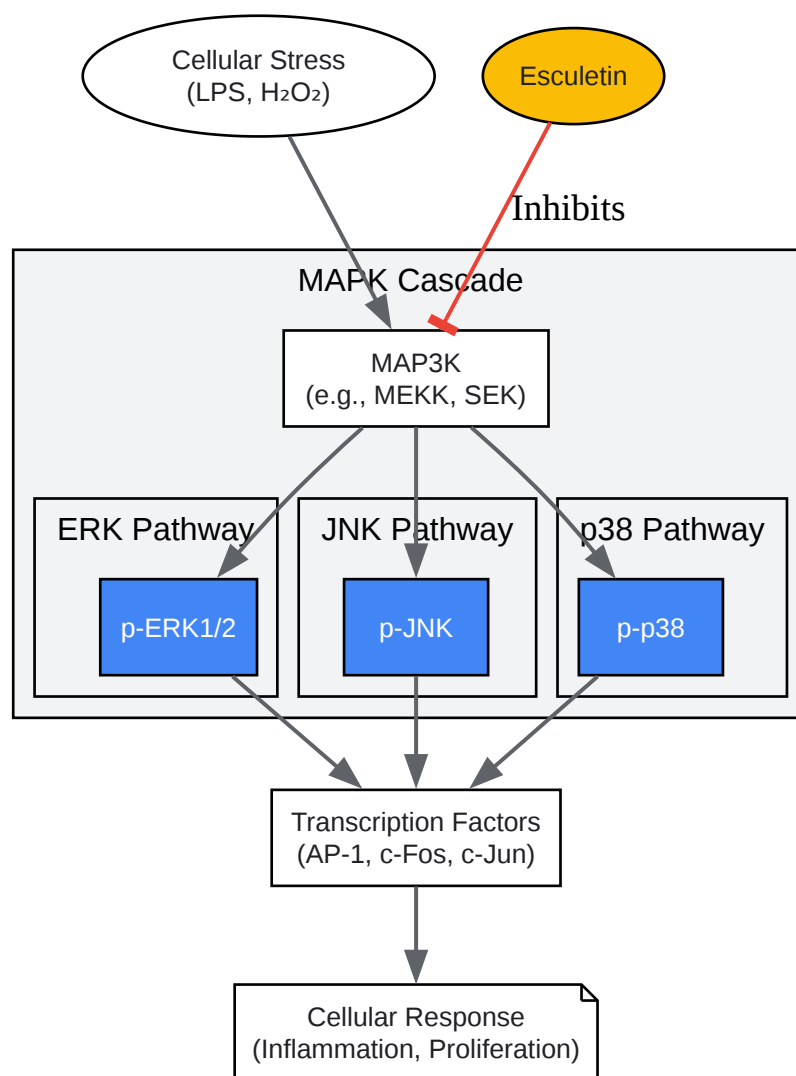 Cellular Stress
(LPS, H₂O₂)
Esculetin
Inhibits
MAPK Cascade
MAP3K
(e.g., MEKK, SEK)
ERK Pathway
JNK Pathway
p38 Pathway
p-ERK1/2
p-JNK
p-p38
Transcription Factors
(AP-1, c-Fos, c-Jun)
Cellular Response
(Inflammation, Proliferation)